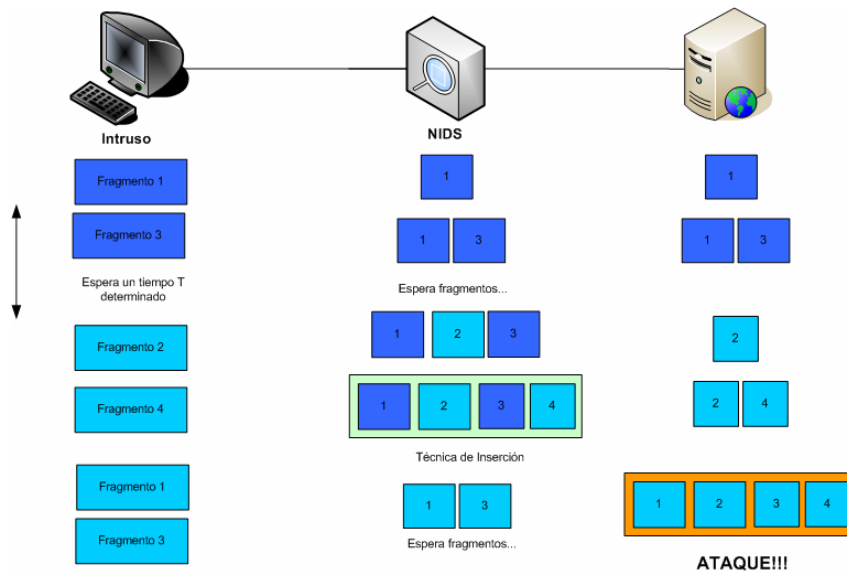 Intruso
NIDS
Fragmento 1
1
1
Fragmento 3
1 3
1 3
Espera un tiempo T
determinado
Espera fragmentos...
Fragmento 2
1 2 3
2
Fragmento 4
1 2 3 4
2 4
Técnica de Inserción
Fragmento 1
1 3
1 2 3 4
Fragmento 3
Espera fragmentos...
ATAQUE!!!